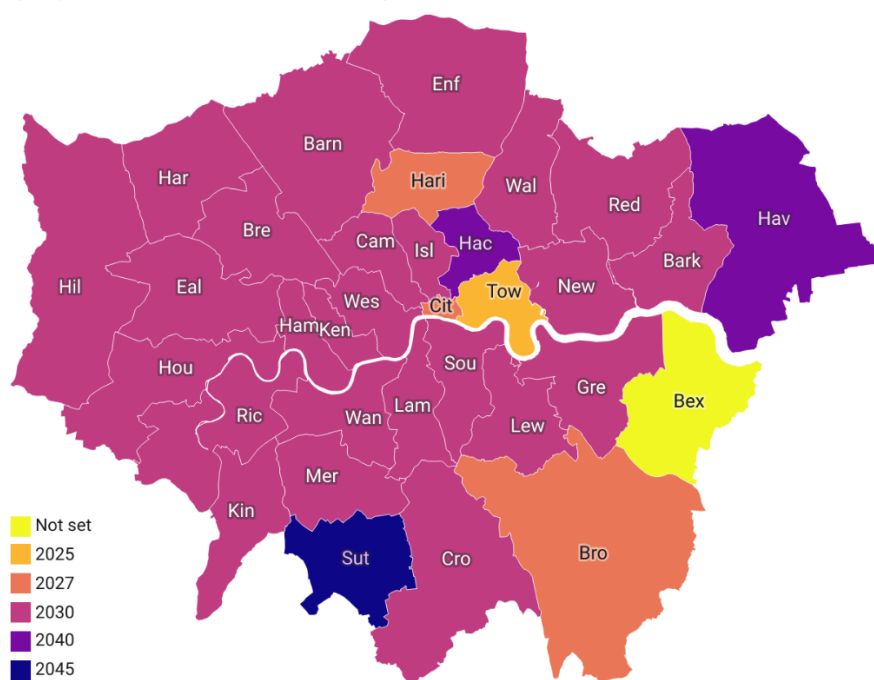 Enf
Barn
Har
Hari
Wal
Red
Hav
Bre
Cam
Isl
Hac
Bark
Hil
Eal
Wes
Cit
Tow
New
Ham
Ken
Hou
Sou
Gre
Bex
Ric
Wan
Lam
Lew
Mer
Kin
Sut
Cro
Bro
Not set
2025
2027
2030
2040
2045